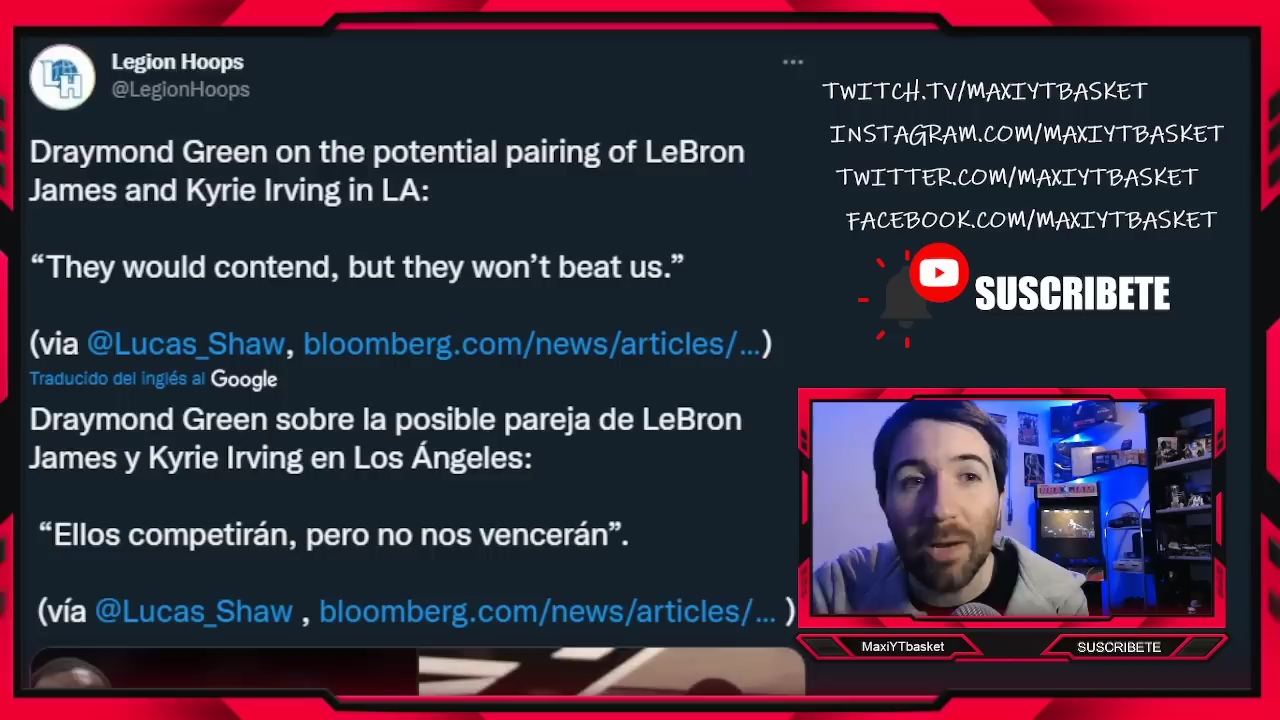 Legion Hoops
@LegionHoops
Draymond Green on the potential pairing of LeBron
James and Kyrie Irving in LA:
“They would contend, but they won’t beat us.”
(via @Lucas_Shaw, bloomberg.com/news/articles/…)
Traducido del inglés al Google
Draymond Green sobre la posible pareja de LeBron
James y Kyrie Irving en Los Ángeles:
“Ellos competirán, pero no nos vencerán”.
(vía @Lucas_Shaw , bloomberg.com/news/articles/… )
TWITCH.TV/MAXIYTBASKET
INSTAGRAM.COM/MAXIYTBASKET
TWITTER.COM/MAXIYTBASKET
FACEBOOK.COM/MAXIYTBASKET
SUSCRIBETE
NBA JAM
MaxiYTbasket
SUSCRIBETE